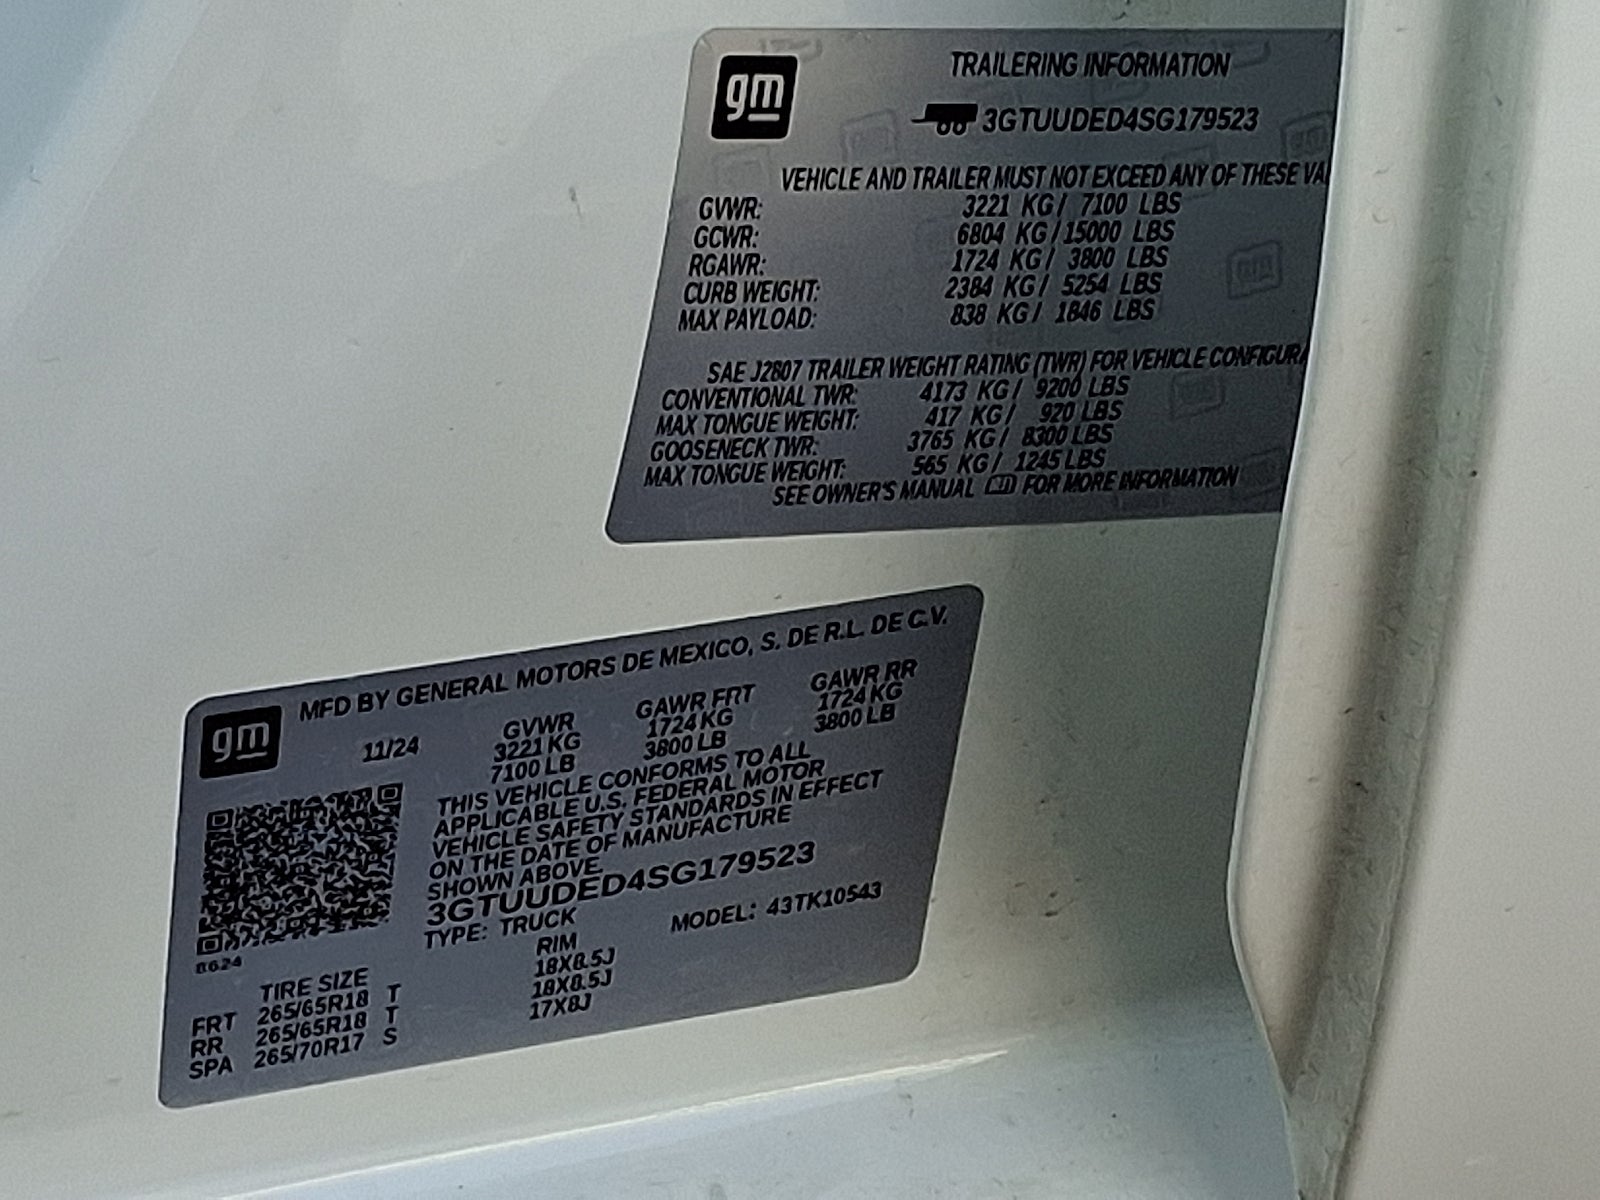 gm
TRAILERING INFORMATION
3GTUUDED4SG179523
VEHICLE AND TRAILER MUST NOT EXCEED ANY OF THESE
GVWR: 3221 KG / 7100 LBS
GCWR: 6804 KG / 15000 LBS
RGAWR: 1724 KG / 3800 LBS
CURB WEIGHT: 2384 KG / 5254 LBS
MAX PAYLOAD: 838 KG / 1846 LBS
SAE J2807 TRAILER WEIGHT RATING (TWR) FOR VEHICLE
CONVENTIONAL TWR: 4173 KG / 9200 LBS
MAX TONGUE WEIGHT: 417 KG / 920 LBS
GOOSENECK TWR: 3765 KG / 8300 LBS
MAX TONGUE WEIGHT: 565 KG / 1245 LBS
SEE OWNER'S MANUAL FOR MORE INFORMATION
gm
MFD BY GENERAL MOTORS DE MEXICO, S. DE R.L. DE C.V.
11/24 GVWR GAWR FRT GAWR RR
3221 KG 1724 KG 1724 KG
7100 LB 3800 LB 3800 LB
THIS VEHICLE CONFORMS TO ALL
APPLICABLE U.S. FEDERAL MOTOR
VEHICLE SAFETY STANDARDS IN EFFECT
ON THE DATE OF MANUFACTURE
SHOWN ABOVE.
3GTUUDED4SG179523
TYPE: TRUCK MODEL: 43TK10543
0624
TIRE SIZE RIM
FRT 265/65R18 T 18X8.5J
RR 265/65R18 T 18X8.5J
SPA 265/70R17 S 17X8J